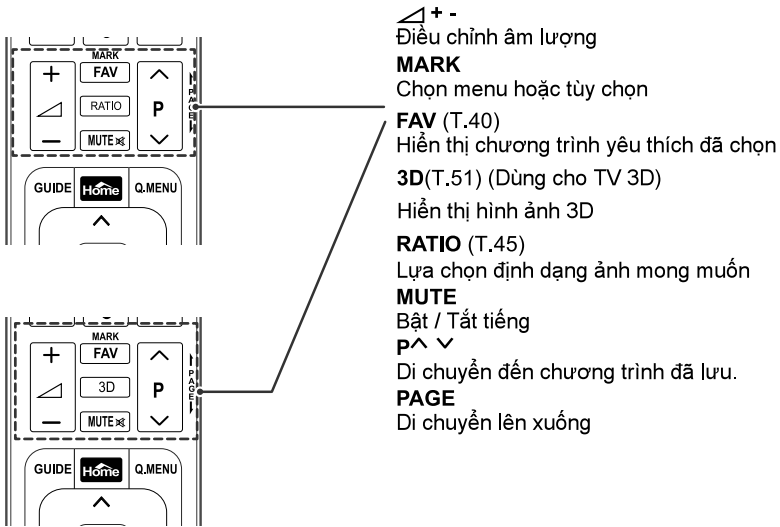 MARK
+ FAV ^
RATIO P
PAGE
- MUTE ∨
GUIDE Home Q.MENU
^
MARK
+ FAV ^
3D P
PAGE
- MUTE ∨
GUIDE Home Q.MENU
^
+ -
Điều chỉnh âm lượng
MARK
Chọn menu hoặc tùy chọn
FAV (T.40)
Hiển thị chương trình yêu thích đã chọn
3D(T.51) (Dùng cho TV 3D)
Hiển thị hình ảnh 3D
RATIO (T.45)
Lựa chọn định dạng ảnh mong muốn
MUTE
Bật / Tắt tiếng
P^ ∨
Di chuyển đến chương trình đã lưu.
PAGE
Di chuyển lên xuống